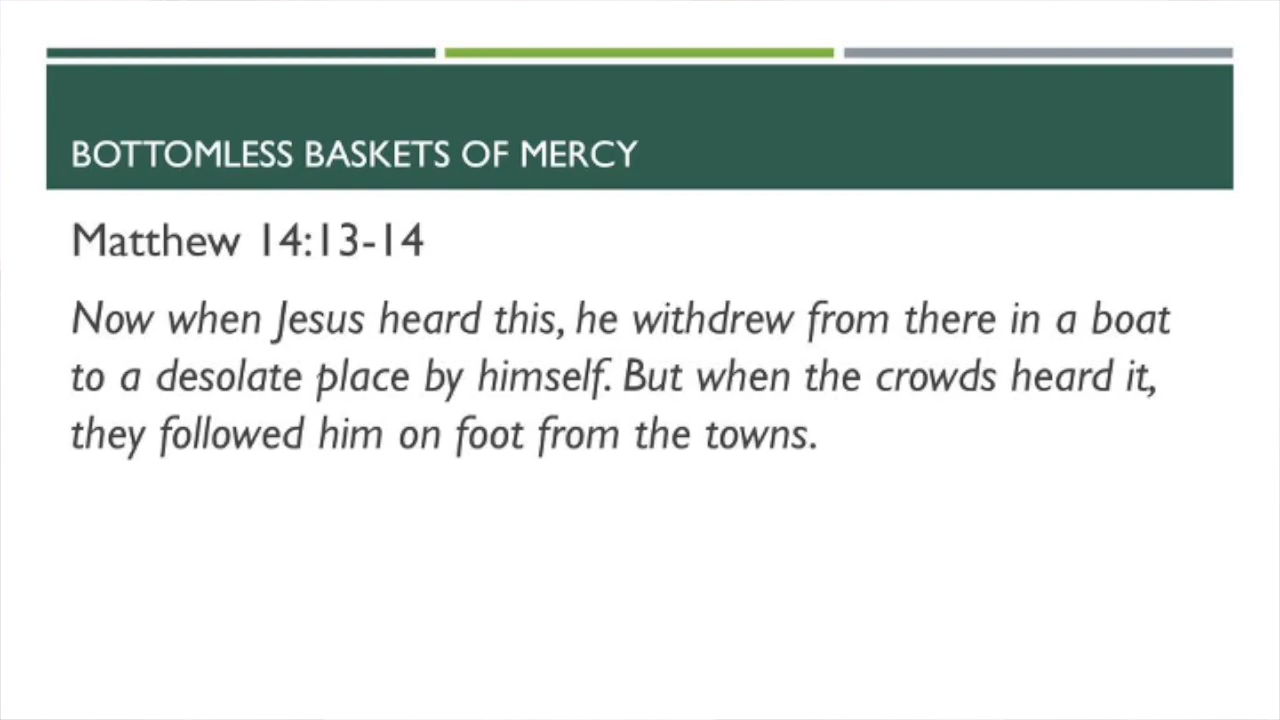 BOTTOMLESS BASKETS OF MERCY
Matthew 14:13-14
Now when Jesus heard this, he withdrew from there in a boat
to a desolate place by himself. But when the crowds heard it,
they followed him on foot from the towns.